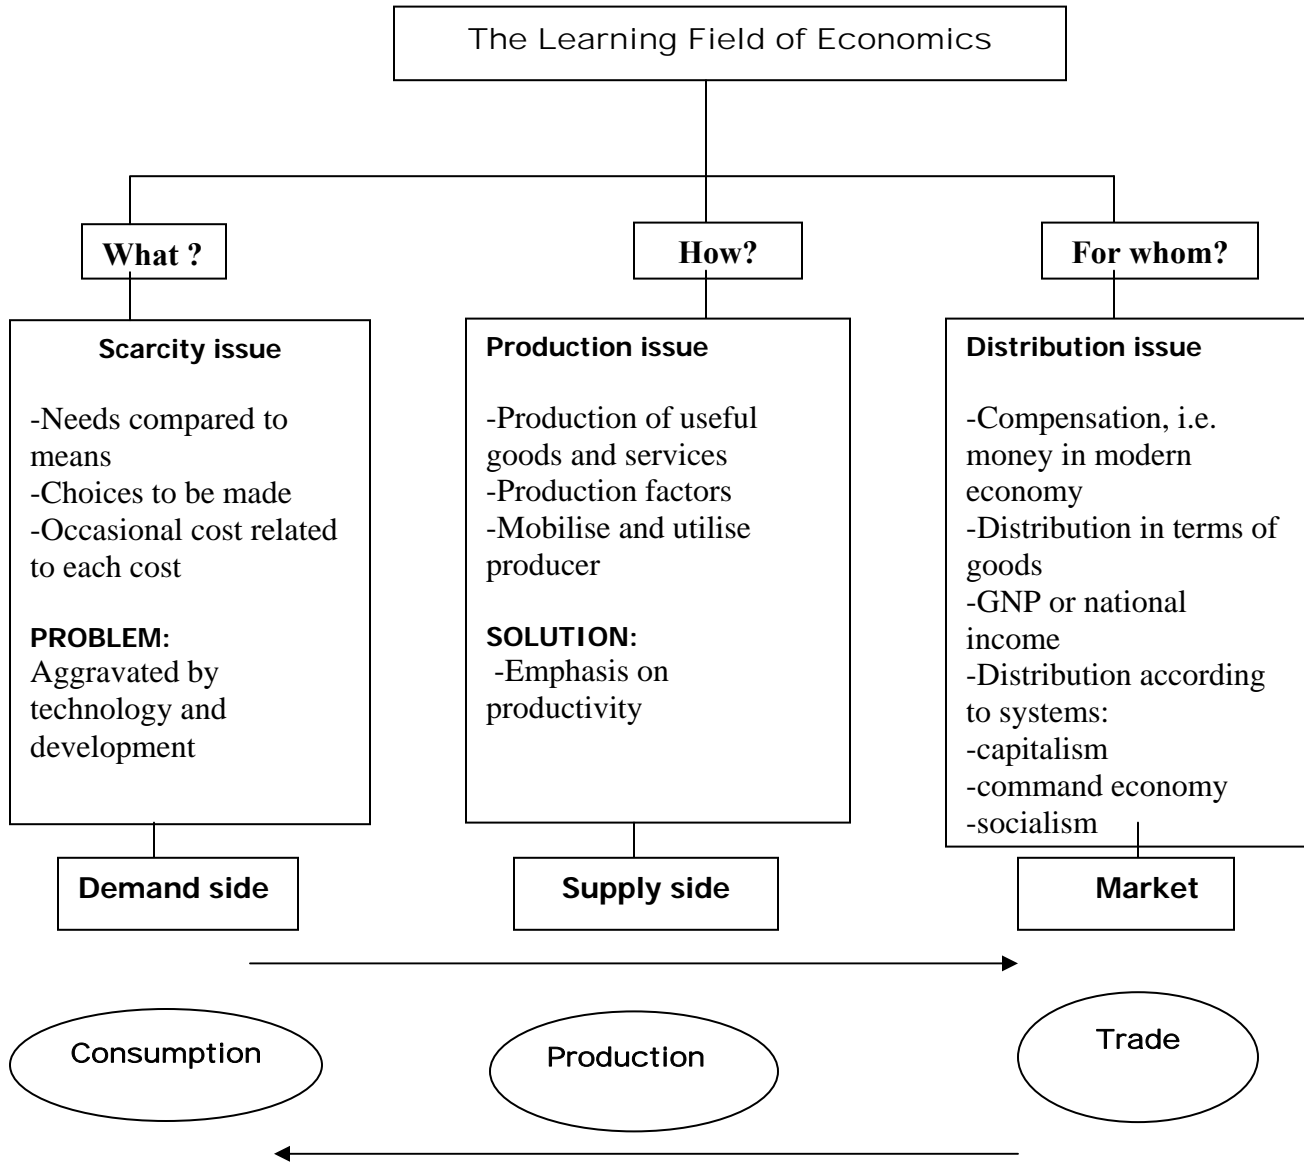 The Learning Field of Economics
What ?
How?
For whom?
Scarcity issue
-Needs compared to
means
-Choices to be made
-Occasional cost related
to each cost
PROBLEM:
Aggravated by
technology and
development
Production issue
-Production of useful
goods and services
-Production factors
-Mobilise and utilise
producer
SOLUTION:
-Emphasis on
productivity
Distribution issue
-Compensation, i.e.
money in modern
economy
-Distribution in terms of
goods
-GNP or national
income
-Distribution according
to systems:
-capitalism
-command economy
-socialism
Demand side
Supply side
Market
Consumption
Production
Trade